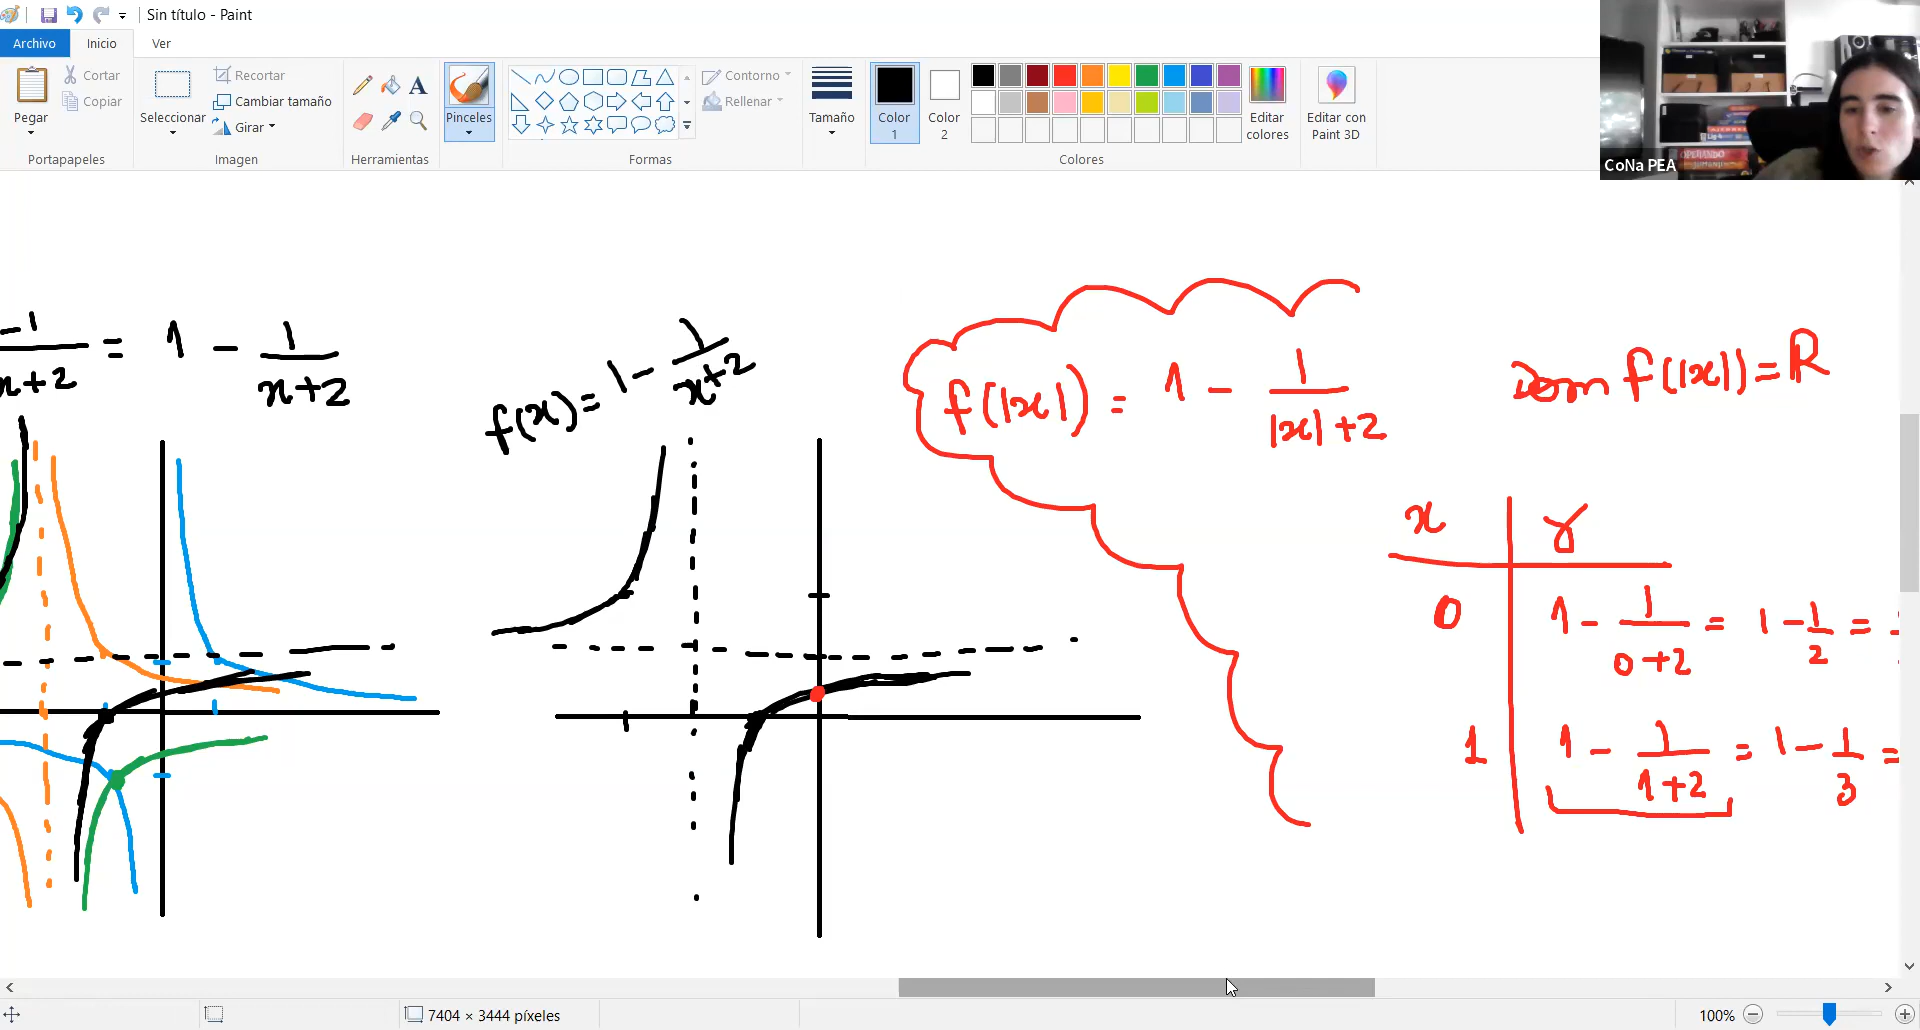 Sin título - Paint
Archivo Inicio Ver
Pegar
Cortar
Copiar
Portapapeles
Seleccionar
Recortar
Cambiar tamaño
Girar
Imagen
A
Herramientas
Pinceles
Formas
Contorno
Rellenar
Tamaño
Color 1
Color 2
Editar colores
Colores
Editar con Paint 3D
CoNa PEA
OPERANDO
-1/x+2 = 1 - 1/x+2
f(x) = 1 - 1/x+2
f(|x|) = 1 - 1/|x|+2
Dom f(|x|) = ℝ
x y
0 1 - 1/0+2 = 1 - 1/2 =
1 1 - 1/1+2 = 1 - 1/3 =
7404 × 3444 píxeles
100%